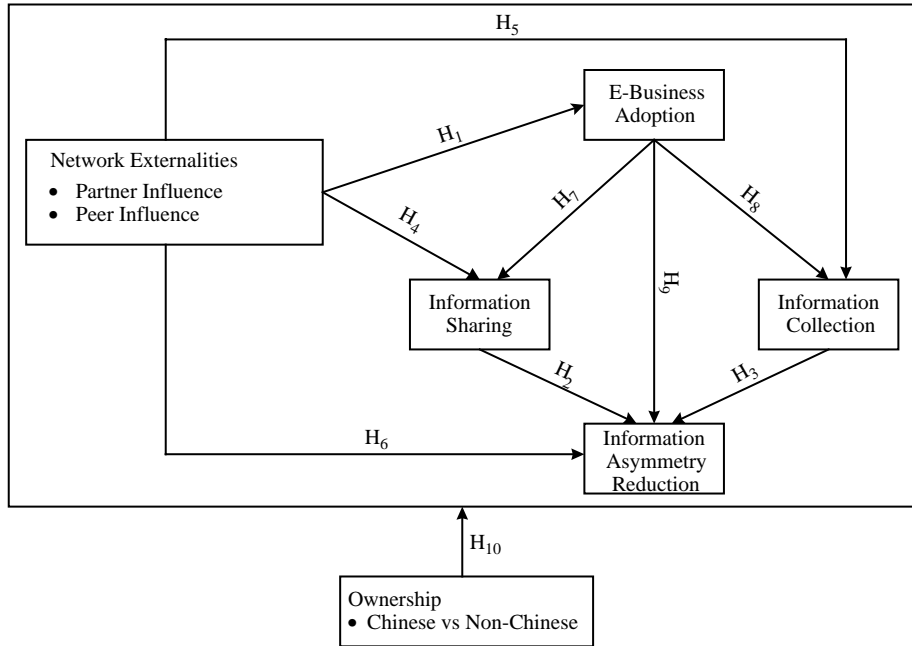 H5
E-Business
Adoption
H1
Network Externalities
• Partner Influence
• Peer Influence
H4
H7
H8
H9
Information
Sharing
Information
Collection
H2
H3
H6
Information
Asymmetry
Reduction
H10
Ownership
• Chinese vs Non-Chinese